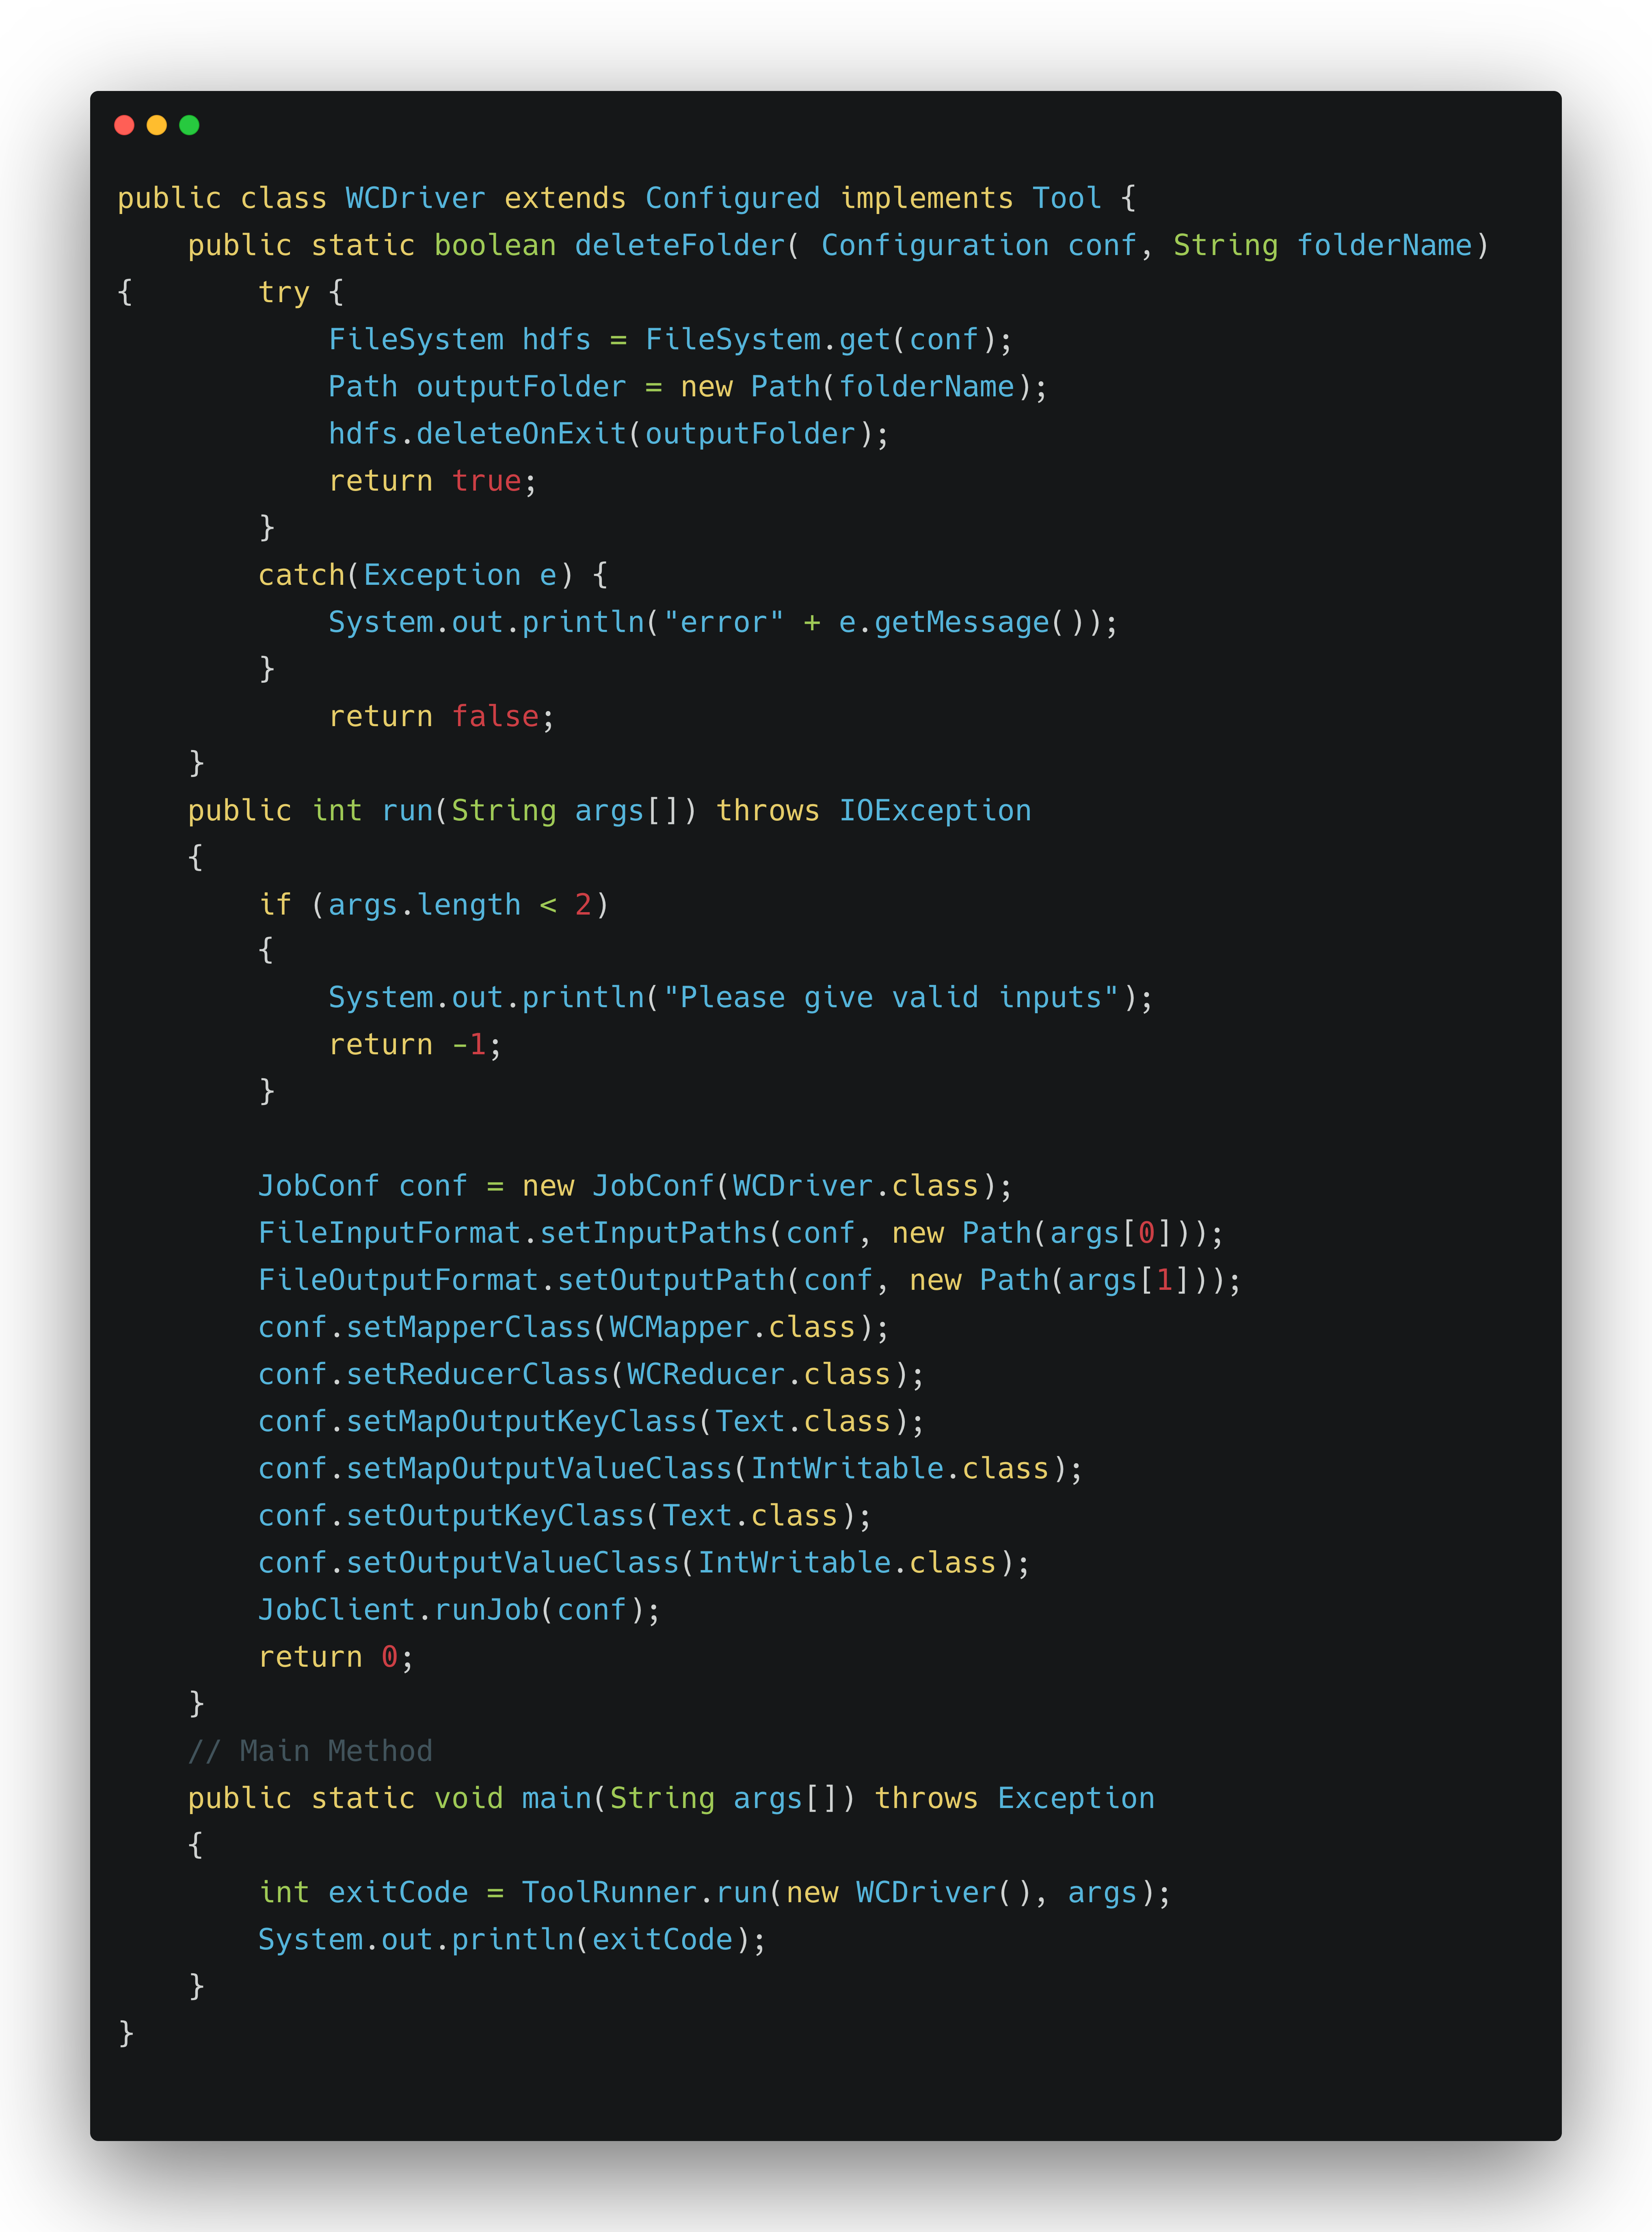 public class WCDriver extends Configured implements Tool {
    public static boolean deleteFolder( Configuration conf, String folderName)
{       try {
            FileSystem hdfs = FileSystem.get(conf);
            Path outputFolder = new Path(folderName);
            hdfs.deleteOnExit(outputFolder);
            return true;
        }
        catch(Exception e) {
            System.out.println("error" + e.getMessage());
        }
            return false;
    }
    public int run(String args[]) throws IOException
    {
        if (args.length < 2)
        {
            System.out.println("Please give valid inputs");
            return -1;
        }

        JobConf conf = new JobConf(WCDriver.class);
        FileInputFormat.setInputPaths(conf, new Path(args[0]));
        FileOutputFormat.setOutputPath(conf, new Path(args[1]));
        conf.setMapperClass(WCMapper.class);
        conf.setReducerClass(WCReducer.class);
        conf.setMapOutputKeyClass(Text.class);
        conf.setMapOutputValueClass(IntWritable.class);
        conf.setOutputKeyClass(Text.class);
        conf.setOutputValueClass(IntWritable.class);
        JobClient.runJob(conf);
        return 0;
    }
    // Main Method
    public static void main(String args[]) throws Exception
    {
        int exitCode = ToolRunner.run(new WCDriver(), args);
        System.out.println(exitCode);
    }
}